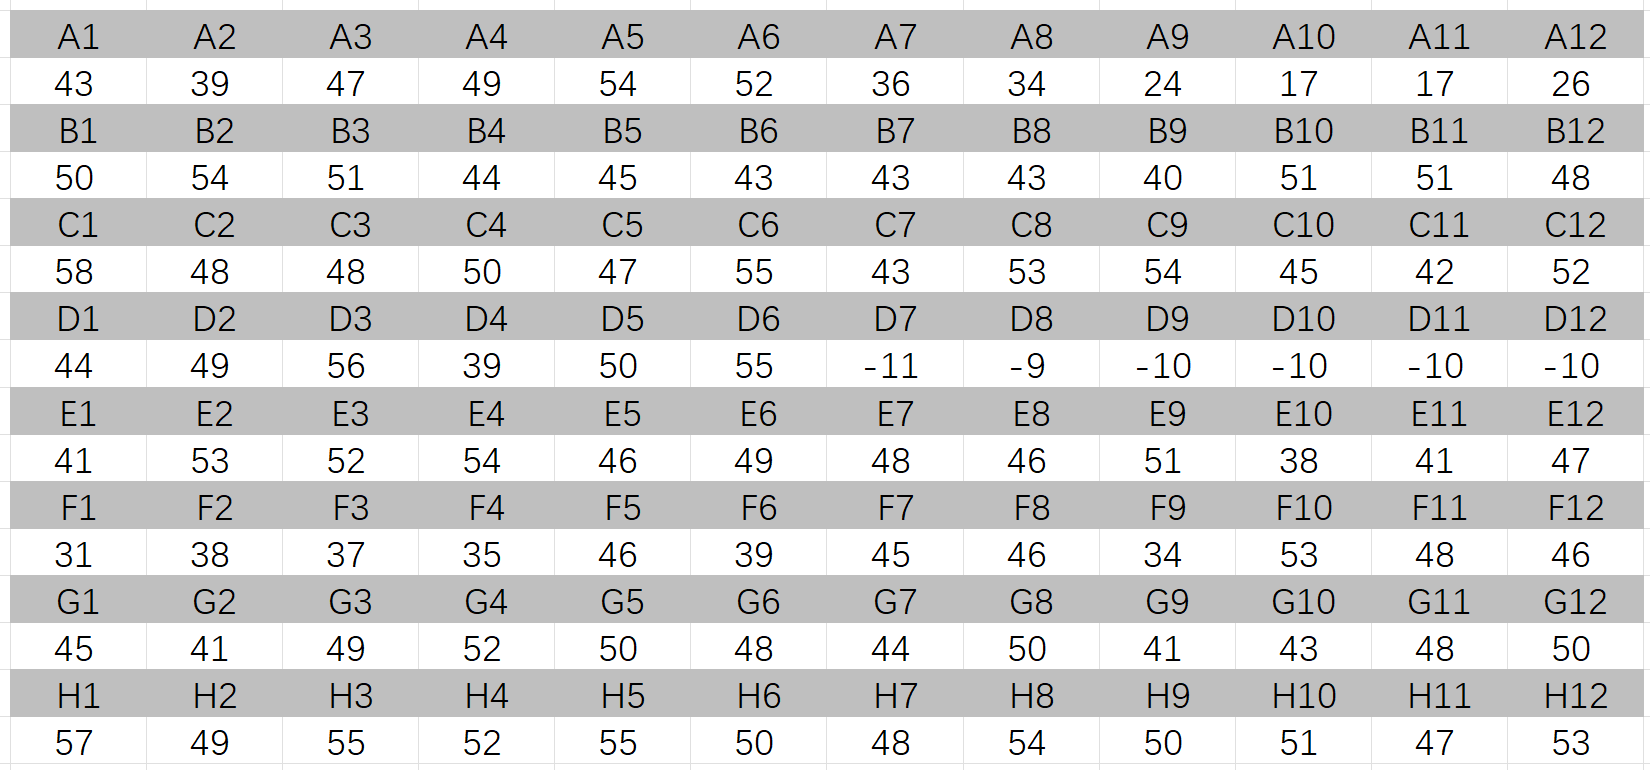 A1 A2 A3 A4 A5 A6 A7 A8 A9 A10 A11 A12
43 39 47 49 54 52 36 34 24 17 17 26
B1 B2 B3 B4 B5 B6 B7 B8 B9 B10 B11 B12
50 54 51 44 45 43 43 43 40 51 51 48
C1 C2 C3 C4 C5 C6 C7 C8 C9 C10 C11 C12
58 48 48 50 47 55 43 53 54 45 42 52
D1 D2 D3 D4 D5 D6 D7 D8 D9 D10 D11 D12
44 49 56 39 50 55 -11 -9 -10 -10 -10 -10
E1 E2 E3 E4 E5 E6 E7 E8 E9 E10 E11 E12
41 53 52 54 46 49 48 46 51 38 41 47
F1 F2 F3 F4 F5 F6 F7 F8 F9 F10 F11 F12
31 38 37 35 46 39 45 46 34 53 48 46
G1 G2 G3 G4 G5 G6 G7 G8 G9 G10 G11 G12
45 41 49 52 50 48 44 50 41 43 48 50
H1 H2 H3 H4 H5 H6 H7 H8 H9 H10 H11 H12
57 49 55 52 55 50 48 54 50 51 47 53